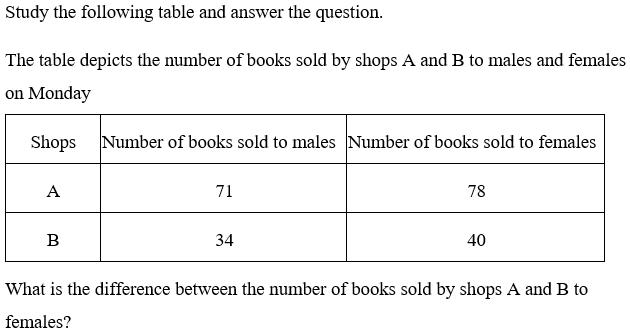 Study the following table and answer the question.
The table depicts the number of books sold by shops A and B to males and females
on Monday
Shops Number of books sold to males Number of books sold to females
A 71 78
B 34 40
What is the difference between the number of books sold by shops A and B to
females?